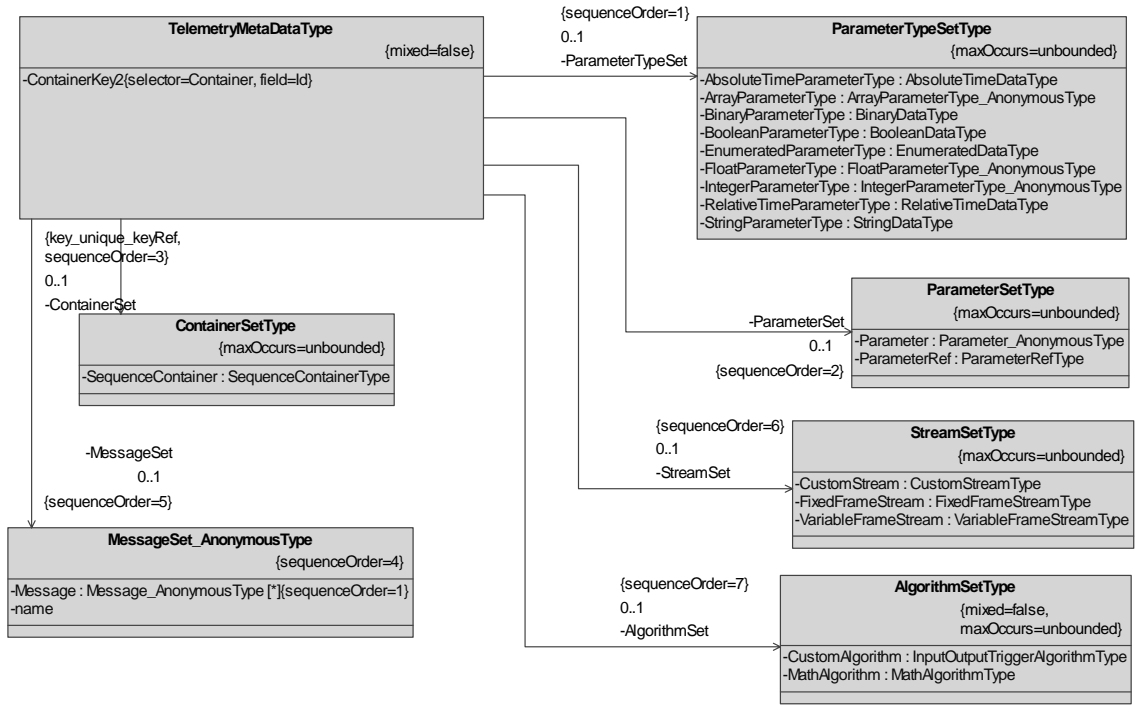 TelemetryMetaDataType
{mixed=false}
-ContainerKey2{selector=Container, field=Id}
{sequenceOrder=1}
0..1
-ParameterTypeSet
ParameterTypeSetType
{maxOccurs=unbounded}
-AbsoluteTimeParameterType : AbsoluteTimeDataType
-ArrayParameterType : ArrayParameterType_AnonymousType
-BinaryParameterType : BinaryDataType
-BooleanParameterType : BooleanDataType
-EnumeratedParameterType : EnumeratedDataType
-FloatParameterType : FloatParameterType_AnonymousType
-IntegerParameterType : IntegerParameterType_AnonymousType
-RelativeTimeParameterType : RelativeTimeDataType
-StringParameterType : StringDataType
{key_unique_keyRef,
sequenceOrder=3}
0..1
-ContainerSet
ContainerSetType
{maxOccurs=unbounded}
-SequenceContainer : SequenceContainerType
-ParameterSet
0..1
{sequenceOrder=2}
ParameterSetType
{maxOccurs=unbounded}
-Parameter : Parameter_AnonymousType
-ParameterRef : ParameterRefType
-MessageSet
0..1
{sequenceOrder=5}
MessageSet_AnonymousType
{sequenceOrder=4}
-Message : Message_AnonymousType [*]{sequenceOrder=1}
-name
{sequenceOrder=6}
0..1
-StreamSet
StreamSetType
{maxOccurs=unbounded}
-CustomStream : CustomStreamType
-FixedFrameStream : FixedFrameStreamType
-VariableFrameStream : VariableFrameStreamType
{sequenceOrder=7}
0..1
-AlgorithmSet
AlgorithmSetType
{mixed=false,
maxOccurs=unbounded}
-CustomAlgorithm : InputOutputTriggerAlgorithmType
-MathAlgorithm : MathAlgorithmType